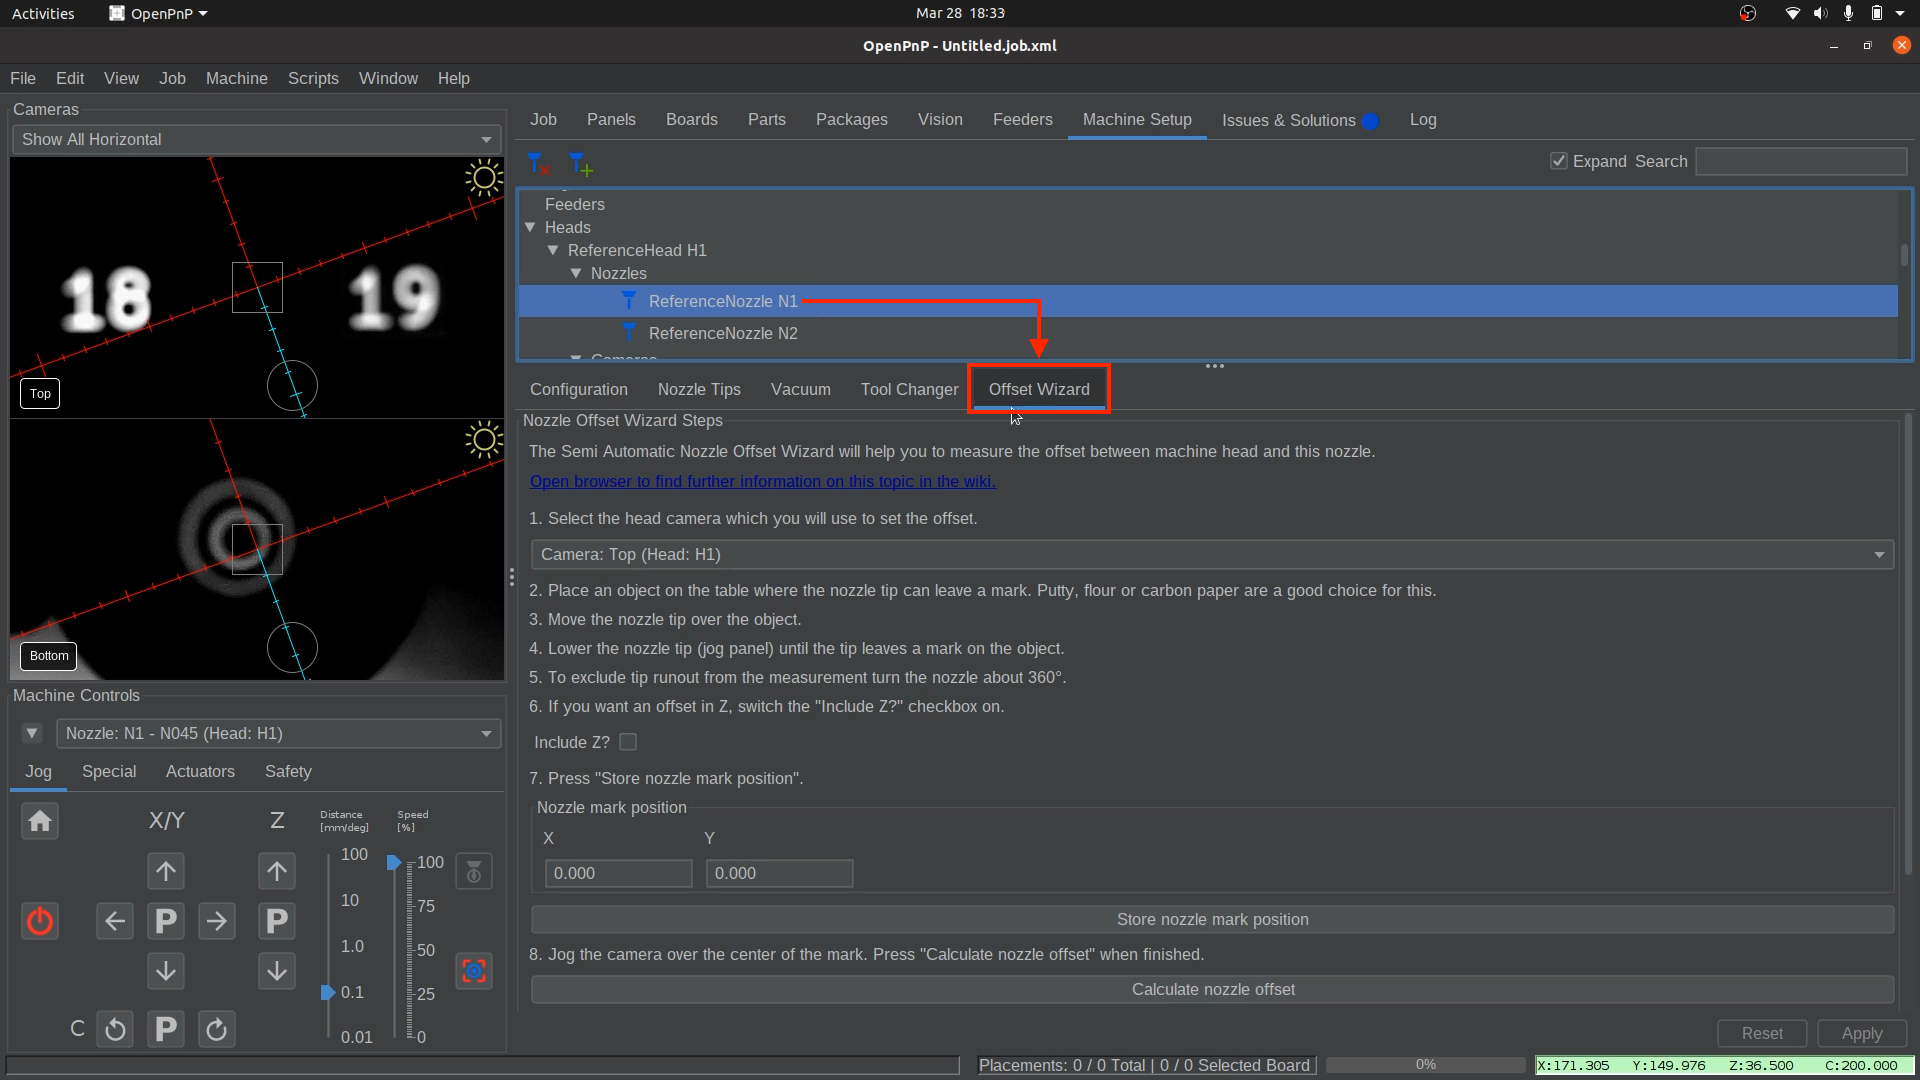 Activities
OpenPnP
Mar 28 18:33
OpenPnP - Untitled.job.xml
File Edit View Job Machine Scripts Window Help
Cameras
Show All Horizontal
18 19
Top
Bottom
Machine Controls
Nozzle: N1 - N045 (Head: H1)
Jog Special Actuators Safety
X/Y Z
Distance [mm/deg]
Speed [%]
100
10
1.0
0.1
0.01
100
75
50
25
0
P P
C P
Job Panels Boards Parts Packages Vision Feeders Machine Setup Issues & Solutions Log
Expand Search
Feeders
Heads
ReferenceHead H1
Nozzles
ReferenceNozzle N1
ReferenceNozzle N2
Cameras
Configuration Nozzle Tips Vacuum Tool Changer Offset Wizard
Nozzle Offset Wizard Steps
The Semi Automatic Nozzle Offset Wizard will help you to measure the offset between machine head and this nozzle.
Open browser to find further information on this topic in the wiki.
1. Select the head camera which you will use to set the offset.
Camera: Top (Head: H1)
2. Place an object on the table where the nozzle tip can leave a mark. Putty, flour or carbon paper are a good choice for this.
3. Move the nozzle tip over the object.
4. Lower the nozzle tip (jog panel) until the tip leaves a mark on the object.
5. To exclude tip runout from the measurement turn the nozzle about 360°.
6. If you want an offset in Z, switch the "Include Z?" checkbox on.
Include Z?
7. Press "Store nozzle mark position".
Nozzle mark position
X Y
0.000 0.000
Store nozzle mark position
8. Jog the camera over the center of the mark. Press "Calculate nozzle offset" when finished.
Calculate nozzle offset
Reset Apply
Placements: 0 / 0 Total | 0 / 0 Selected Board
0%
X:171.305 Y:149.976 Z:36.500 C:200.000